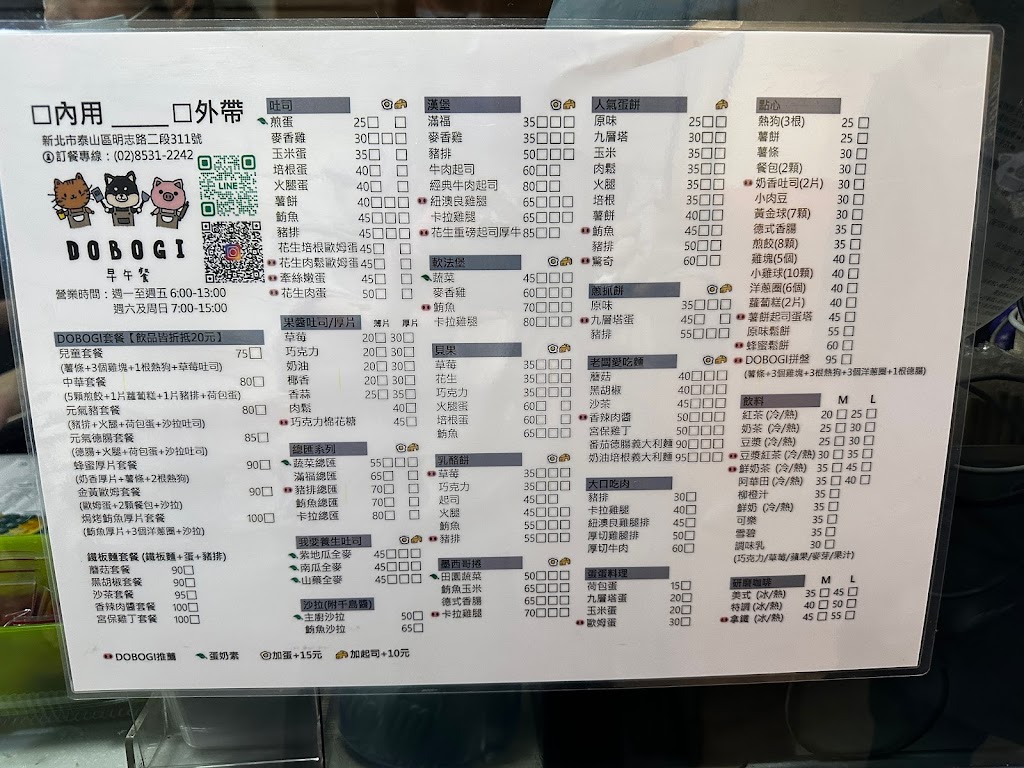 □內用 _____ □外帶
新北市泰山區明志路二段311號
訂餐專線：(02)8531-2242
LINE
DOBOGI
早午餐
營業時間：週一至週五 6:00-13:00
週六及周日 7:00-15:00
DOBOGI套餐【飲品皆折抵20元】
兒童套餐 75□
(薯條+3個雞塊+1根熱狗+草莓吐司)
中華套餐 80□
(5顆煎餃+1片蘿蔔糕+1片豬排+荷包蛋)
元氣豬套餐 80□
(豬排+火腿+荷包蛋+沙拉吐司)
元氣德腸套餐 85□
(德腸+火腿+荷包蛋+沙拉吐司)
蜂蜜厚片套餐 90□
(奶香厚片+薯條+2根熱狗)
金黃歐姆套餐 90□
(歐姆蛋+2顆餐包+沙拉)
焗烤鮪魚厚片套餐 100□
(鮪魚厚片+3個洋蔥圈+沙拉)
鐵板麵套餐 (鐵板麵+蛋+豬排)
蘑菇套餐 90□
黑胡椒套餐 90□
沙茶套餐 95□
香辣肉醬套餐 100□
宮保雞丁套餐 100□
吐司
煎蛋 25□ □
麥香雞 30□□□
玉米蛋 35□ □
培根蛋 40□ □
火腿蛋 40□ □
薯餅 40□□□
鮪魚 45□□□
豬排 45□□□
花生培根歐姆蛋 45□ □
花生肉鬆歐姆蛋 45□ □
牽絲嫩蛋 45□ □
花生肉蛋 50□ □
果醬吐司/厚片 薄片 厚片
草莓 20□ 30□
巧克力 20□ 30□
奶油 20□ 30□
椰香 20□ 30□
香蒜 25□ 35□
肉鬆 40□
巧克力棉花糖 45□
總匯系列
蔬菜總匯 55□□□
滿福總匯 65□ □
豬排總匯 70□ □
鮪魚總匯 70□ □
卡拉總匯 80□ □
我要養生吐司
紫地瓜全麥 45□□□
南瓜全麥 45□□□
山藥全麥 45□□□
沙拉(附千島醬)
主廚沙拉 50□
鮪魚沙拉 65□
漢堡
滿福 35□□□
麥香雞 35□□□
豬排 50□□□
牛肉起司 60□□
經典牛肉起司 80□□
紐澳良雞腿 65□□□
卡拉雞腿 65□□□
花生重磅起司厚牛 85□□
軟法堡
蔬菜 45□□□
麥香雞 60□□□
鮪魚 70□□□
卡拉雞腿 80□□□
貝果
草莓 35□□□
花生 35□□□
巧克力 35□□□
火腿蛋 60□ □
培根蛋 60□ □
鮪魚 65□□□
乳酪餅
草莓 35□□□
巧克力 35□□□
起司 45□□□
火腿 45□□□
鮪魚 55□□□
豬排 55□□□
墨西哥捲
田園蔬菜 50□□□
鮪魚玉米 65□□□
德式香腸 65□□□
卡拉雞腿 70□□□
人氣蛋餅
原味 25□□
九層塔 30□□
玉米 35□□
肉鬆 35□□
火腿 35□□
培根 35□□
薯餅 40□□
鮪魚 45□□
豬排 50□□
驚奇 60□□
蔥抓餅
原味 35□□□
九層塔蛋 45□ □
豬排 55□□□
老闆愛吃麵
蘑菇 40□□□
黑胡椒 40□□□
沙茶 45□□□
香辣肉醬 50□□□
宮保雞丁 50□□□
番茄德腸義大利麵 90□□□
奶油培根義大利麵 95□□□
大口吃肉
豬排 30□
卡拉雞腿 40□
紐澳良雞腿排 45□
厚切雞腿排 50□
厚切牛肉 60□
蛋蛋料理
荷包蛋 15□
九層塔蛋 20□
玉米蛋 20□
歐姆蛋 30□
點心
熱狗(3根) 25 □
薯餅 25 □
薯條 30 □
餐包(2顆) 30 □
奶香吐司(2片) 30 □
小肉豆 30 □
黃金球(7顆) 30 □
德式香腸 35 □
煎餃(8顆) 35 □
雞塊(5個) 40 □
小雞球(10顆) 40 □
洋蔥圈(6個) 40 □
蘿蔔糕(2片) 40 □
薯餅起司蛋塔 45 □
原味鬆餅 55 □
蜂蜜鬆餅 60 □
DOBOGI拼盤 95 □
(薯條+3個雞塊+3根熱狗+3個洋蔥圈+1根德腸)
飲料 M L
紅茶 (冷/熱) 20 □ 25 □
奶茶 (冷/熱) 25 □ 30 □
豆漿 (冷/熱) 25 □ 30 □
豆漿紅茶 (冷/熱) 30 □ 35 □
鮮奶茶 (冷/熱) 35 □ 45 □
阿華田 (冷/熱) 35 □ 40 □
柳橙汁 35 □
鮮奶 (冷/熱) 35 □
可樂 35 □
雪碧 35 □
調味乳 30 □
(巧克力/草莓/蘋果/麥芽/果汁)
研磨咖啡 M L
美式 (冰/熱) 35 □ 45 □
特調 (冰/熱) 40 □ 50 □
拿鐵 (冰/熱) 45 □ 55 □
DOBOGI推薦 蛋奶素 加蛋+15元 加起司+10元